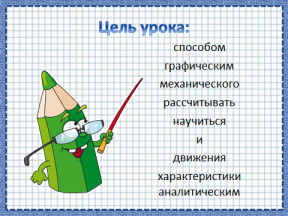 Цель урока:
способом
графическим
механического
рассчитывать
научиться
и
движения
характеристики
аналитическим